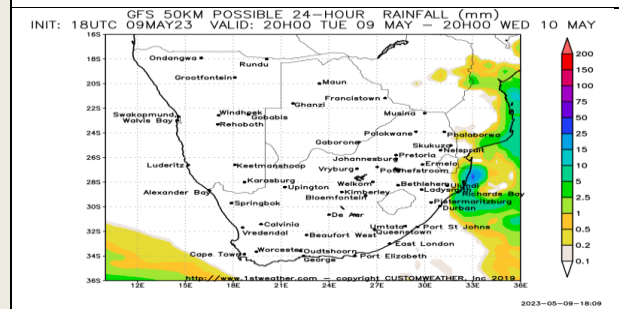 GFS 50KM POSSIBLE 24-HOUR RAINFALL (mm)
INIT: 18UTC 09MAY23 VALID: 20H00 TUE 09 MAY – 20H00 WED 10 MAY
16S
Ondangwa
Rundu
18S
Grootfontein
Maun
20S
Francistown
Ghanzi
22S
Swakopmund
Windhoek
Gobabis
Musina
Walvis Bay
Rehoboth
24S
Polokwane
Phalaborwa
Gaborone
Skukuza
Nelspruit
26S
Johannesburg
Pretoria
Luderitz
Keetmanshoop
Vryburg
Potchefstroom
Ermelo
28S
Karasburg
Upington
Welkom
Bethlehem
Ulundi
Alexander Bay
Kimberley
Ladysmith
Richards Bay
Bloemfontein
30S
Springbok
Pietermaritzburg
Durban
De Aar
32S
Calvinia
Vredendal
Beaufort West
Umtata
Queenstown
Port St Johns
East London
34S
Cape Town
Worcester
Oudtshoorn
George
Port Elizabeth
36S
http://www.1stweather.com – copyright CUSTOMWEATHER, Inc 2019
12E
15E
18E
21E
24E
27E
30E
33E
36E
200
150
100
75
50
25
15
10
5
2.5
1
0.5
0.2
0.1
2023-05-09-18:09